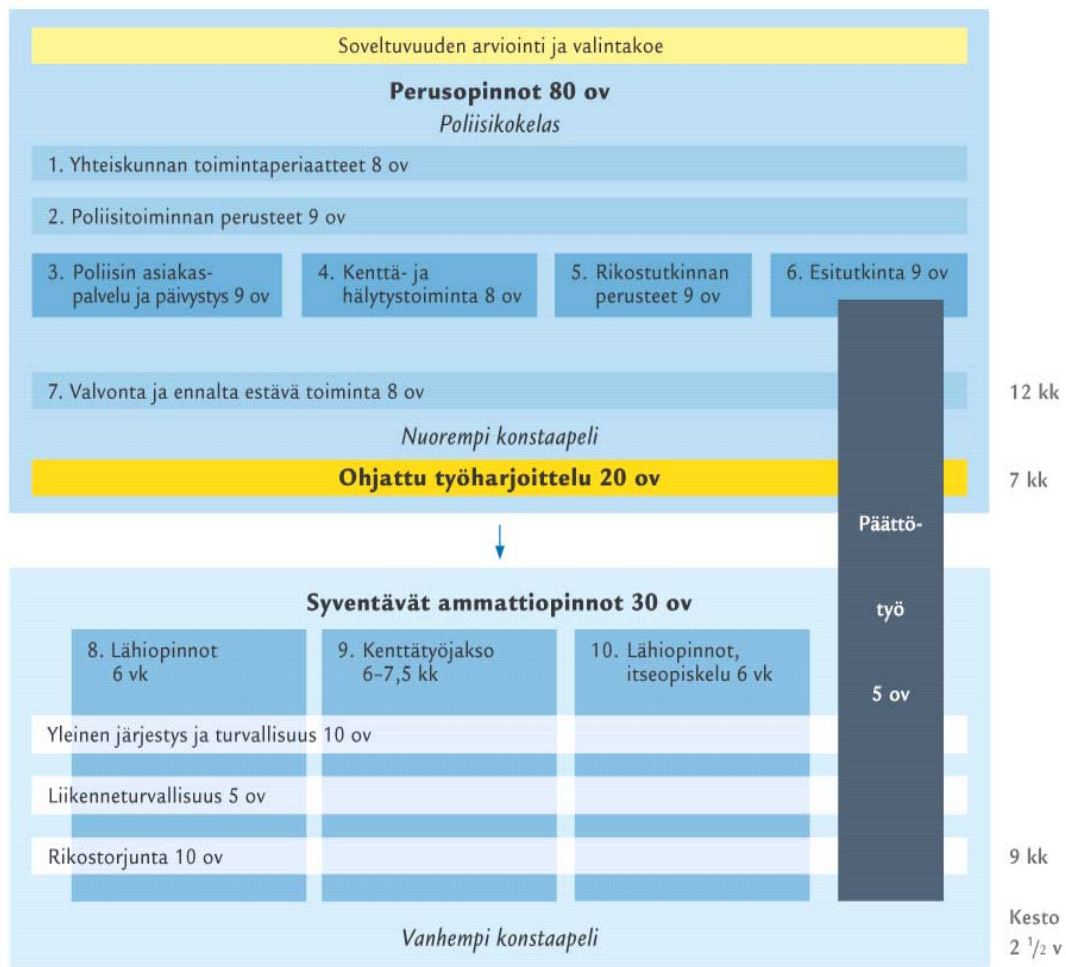 Soveltuvuuden arviointi ja valintakoe
Perusopinnot 80 ov
Poliisikokelas
1. Yhteiskunnan toimintaperiaatteet 8 ov
2. Poliisitoiminnan perusteet 9 ov
3. Poliisin asiakas-
palvelu ja päivystys 9 ov
4. Kenttä- ja
hälytystoiminta 8 ov
5. Rikostutkinnan
perusteet 9 ov
6. Esitutkinta 9 ov
7. Valvonta ja ennalta estävä toiminta 8 ov
12 kk
Nuorempi konstaapeli
Ohjattu työharjoittelu 20 ov
7 kk
Päättö-
työ
5 ov
Syventävät ammattiopinnot 30 ov
8. Lähiopinnot
6 vk
9. Kenttätyöjakso
6–7,5 kk
10. Lähiopinnot,
itseopiskelu 6 vk
Yleinen järjestys ja turvallisuus 10 ov
Liikenneturvallisuus 5 ov
Rikostorjunta 10 ov
9 kk
Vanhempi konstaapeli
Kesto
2 1/2 v